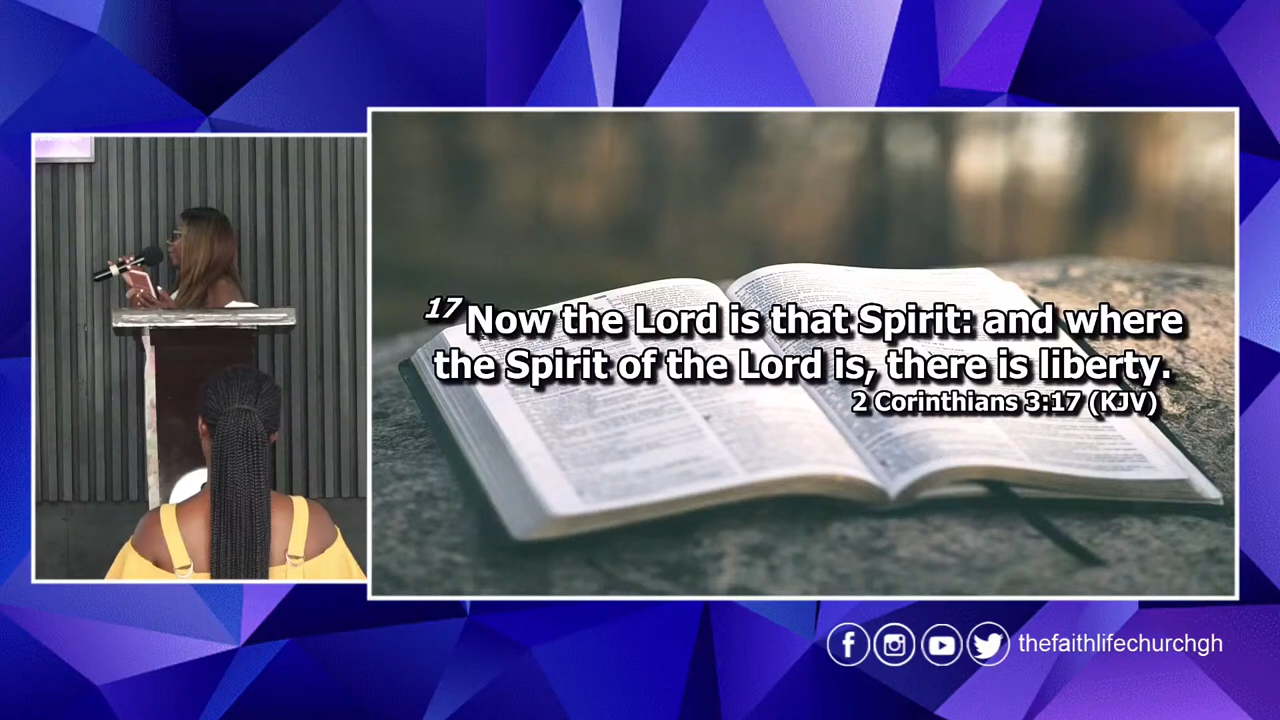 17 Now the Lord is that Spirit: and where
the Spirit of the Lord is, there is liberty.
2 Corinthians 3:17 (KJV)
thefaithlifechurchgh